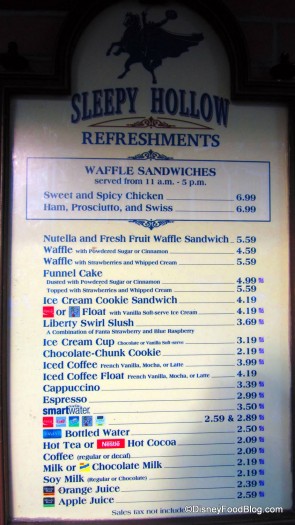 SLEEPY HOLLOW
REFRESHMENTS
WAFFLE SANDWICHES
served from 11 a.m. - 5 p.m.
Sweet and Spicy Chicken 6.99
Ham, Prosciutto, and Swiss 6.99
Nutella and Fresh Fruit Waffle Sandwich 5.59
Waffle with Powdered Sugar or Cinnamon 4.59
Waffle with Strawberries and Whipped Cream 5.59
Funnel Cake
Dusted with Powdered Sugar or Cinnamon 4.99
Topped with Strawberries and Whipped Cream 5.59
Ice Cream Cookie Sandwich 4.19
or Float with Vanilla Soft-serve Ice Cream 4.19
Liberty Swirl Slush 3.69
A Combination of Fanta Strawberry and Blue Raspberry
Ice Cream Cup Chocolate or Vanilla Soft-serve 3.19
Chocolate-Chunk Cookie 2.19
Iced Coffee French Vanilla, Mocha, or Latte 3.99
Iced Coffee Float French Vanilla, Mocha, or Latte 4.19
Cappuccino 3.39
Espresso 2.99
smartwater 3.50
2.59 & 2.89
Bottled Water 2.50
Hot Tea or Nestle Hot Cocoa 2.09
Coffee (regular or decaf) 2.09
Milk or Chocolate Milk 2.19
Soy Milk (Regular or Chocolate) 2.39
Orange Juice 2.39
Apple Juice 2.59
Sales tax not include
©DisneyFoodBlog.com